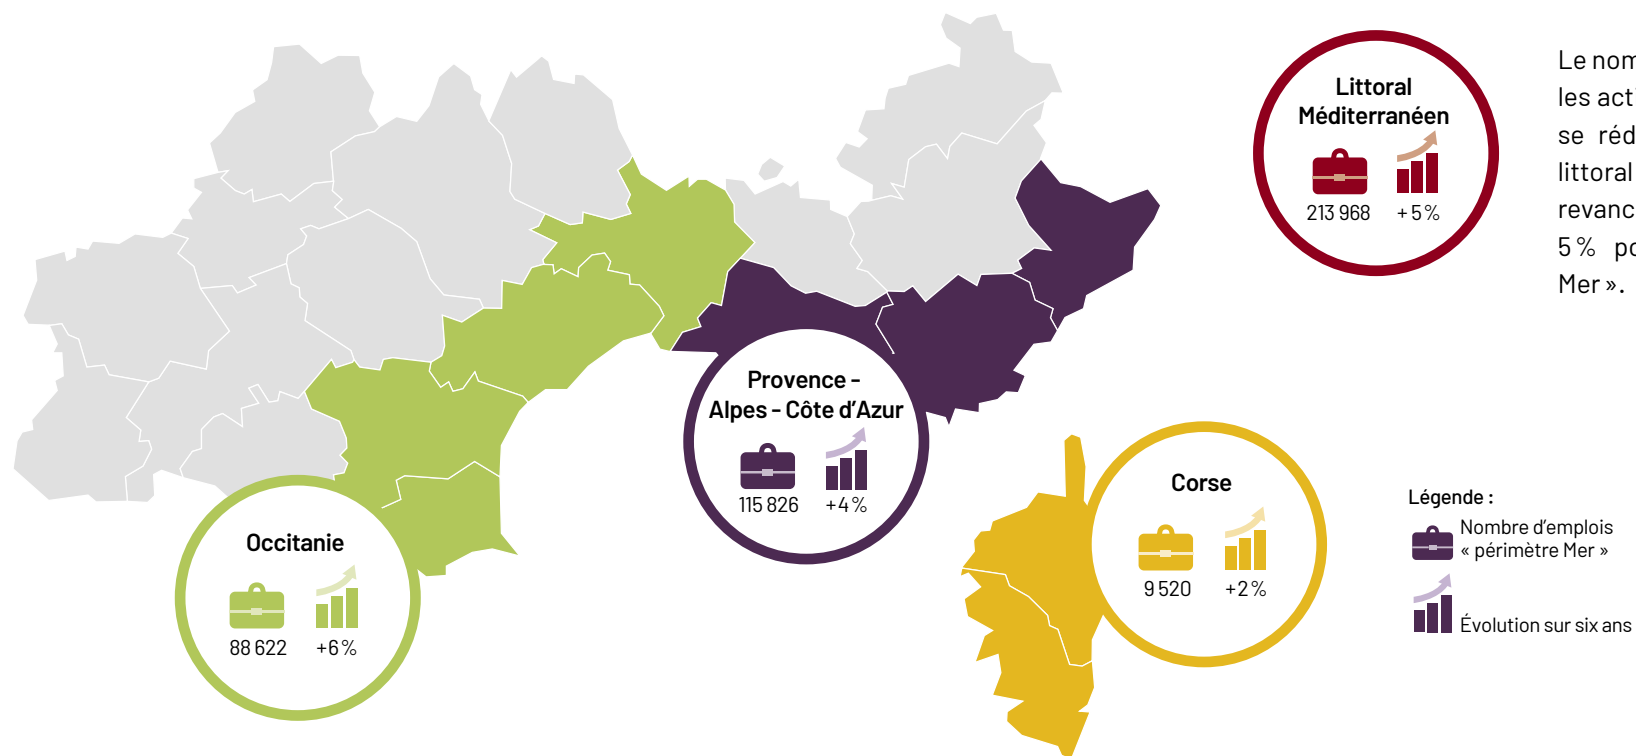 Littoral
Méditerranéen
213 968
+ 5 %
Le nom
les acti
se réd
littoral
revanc
5 % po
Mer ».
Provence -
Alpes - Côte d'Azur
115 826
+4 %
Corse
9 520
+2 %
Occitanie
88 622
+6 %
Légende :
Nombre d'emplois
« périmètre Mer »
Évolution sur six ans